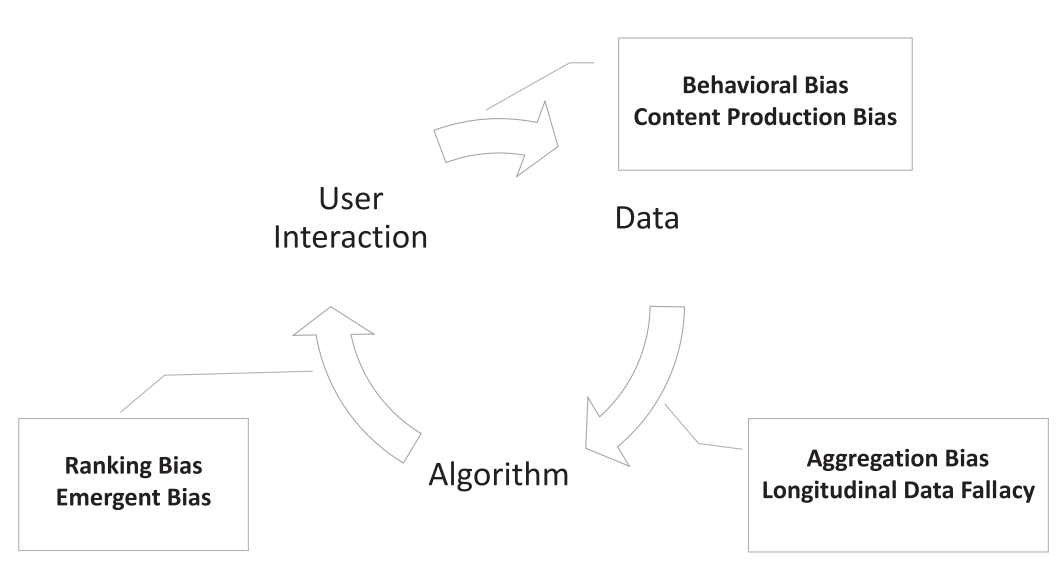 Behavioral Bias
Content Production Bias
User
Interaction
Data
Ranking Bias
Emergent Bias
Algorithm
Aggregation Bias
Longitudinal Data Fallacy